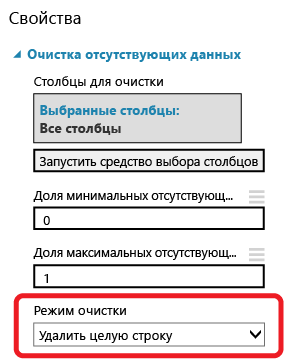 Свойства
Очистка отсутствующих данных
Столбцы для очистки
Выбранные столбцы:
Все столбцы
Запустить средство выбора столбцов
Доля минимальных отсутствующ...
0
Доля максимальных отсутствующ...
1
Режим очистки
Удалить целую строку